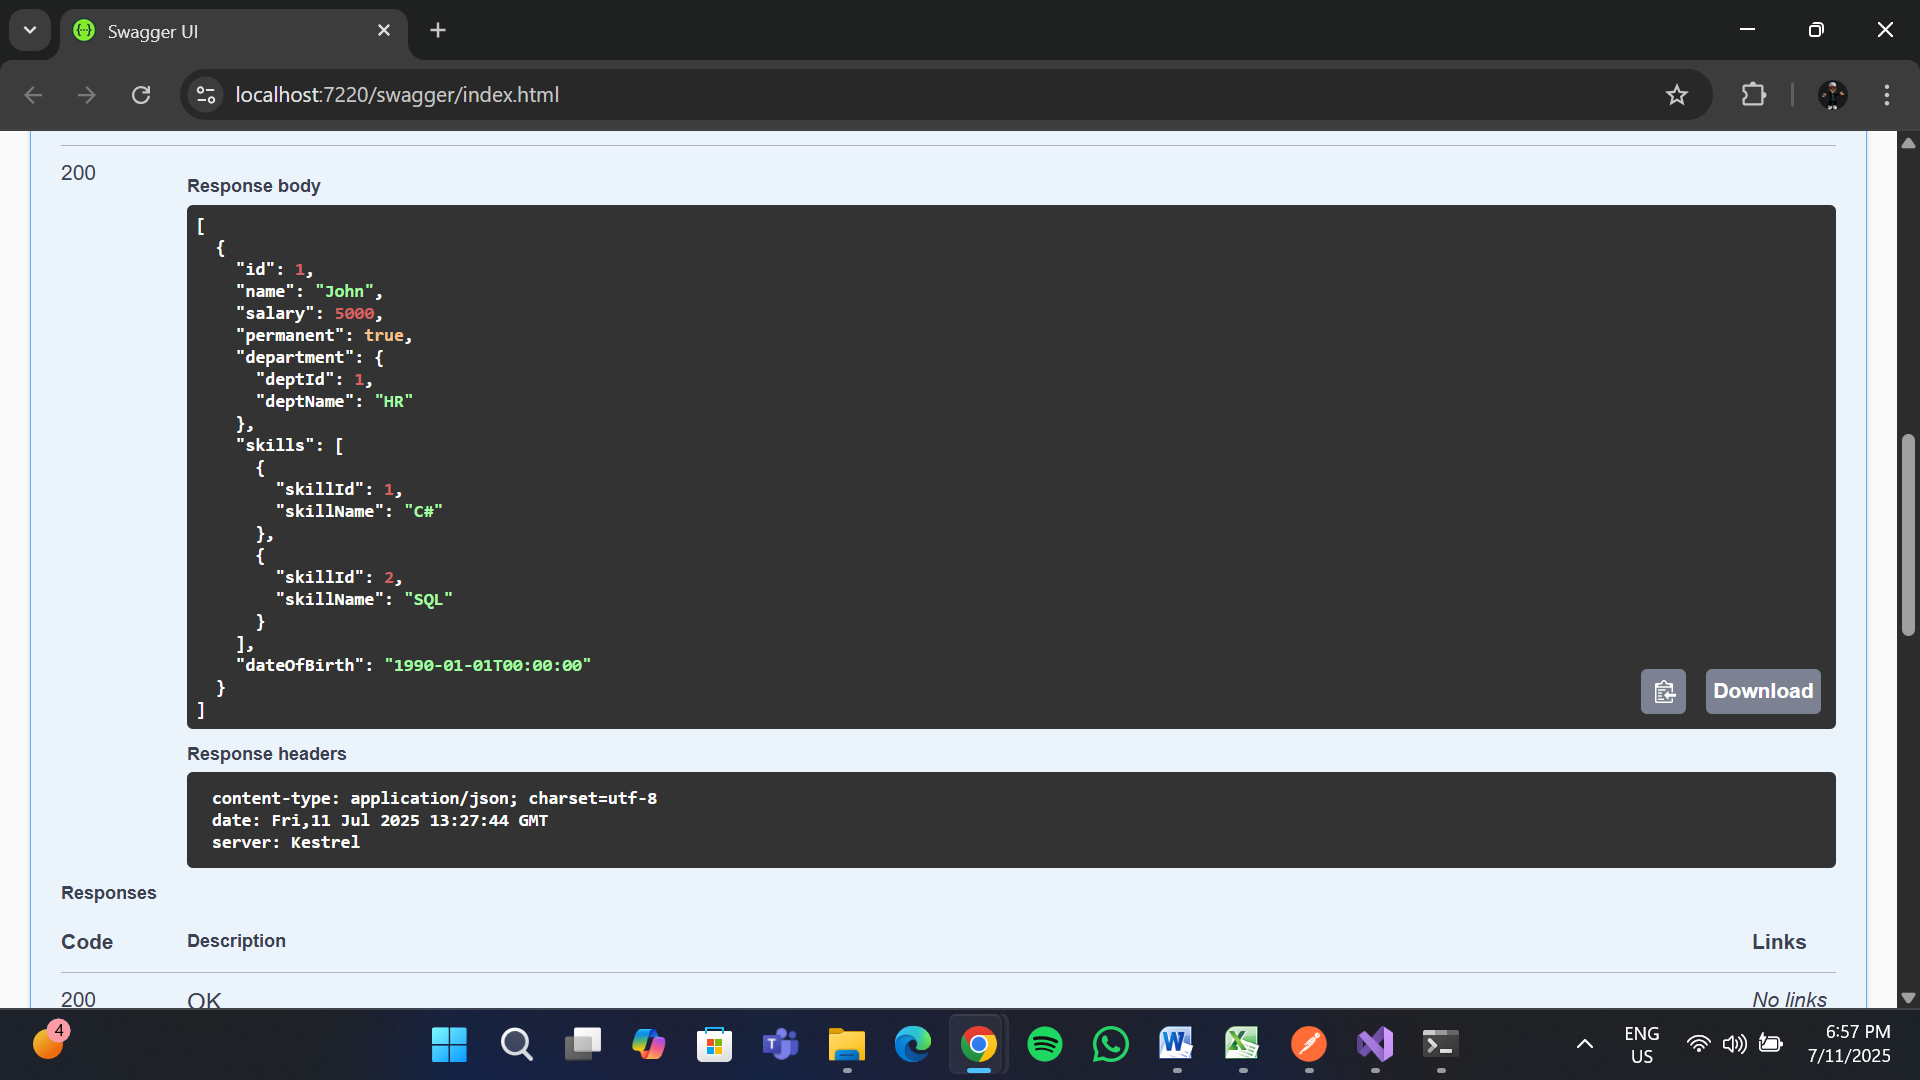 Swagger UI
localhost:7220/swagger/index.html
200
Response body
[
  {
    "id": 1,
    "name": "John",
    "salary": 5000,
    "permanent": true,
    "department": {
      "deptId": 1,
      "deptName": "HR"
    },
    "skills": [
      {
        "skillId": 1,
        "skillName": "C#"
      },
      {
        "skillId": 2,
        "skillName": "SQL"
      }
    ],
    "dateOfBirth": "1990-01-01T00:00:00"
  }
]
Download
Response headers
content-type: application/json; charset=utf-8
date: Fri,11 Jul 2025 13:27:44 GMT
server: Kestrel
Responses
Code Description Links
200 OK No links
4
ENG
US
6:57 PM
7/11/2025